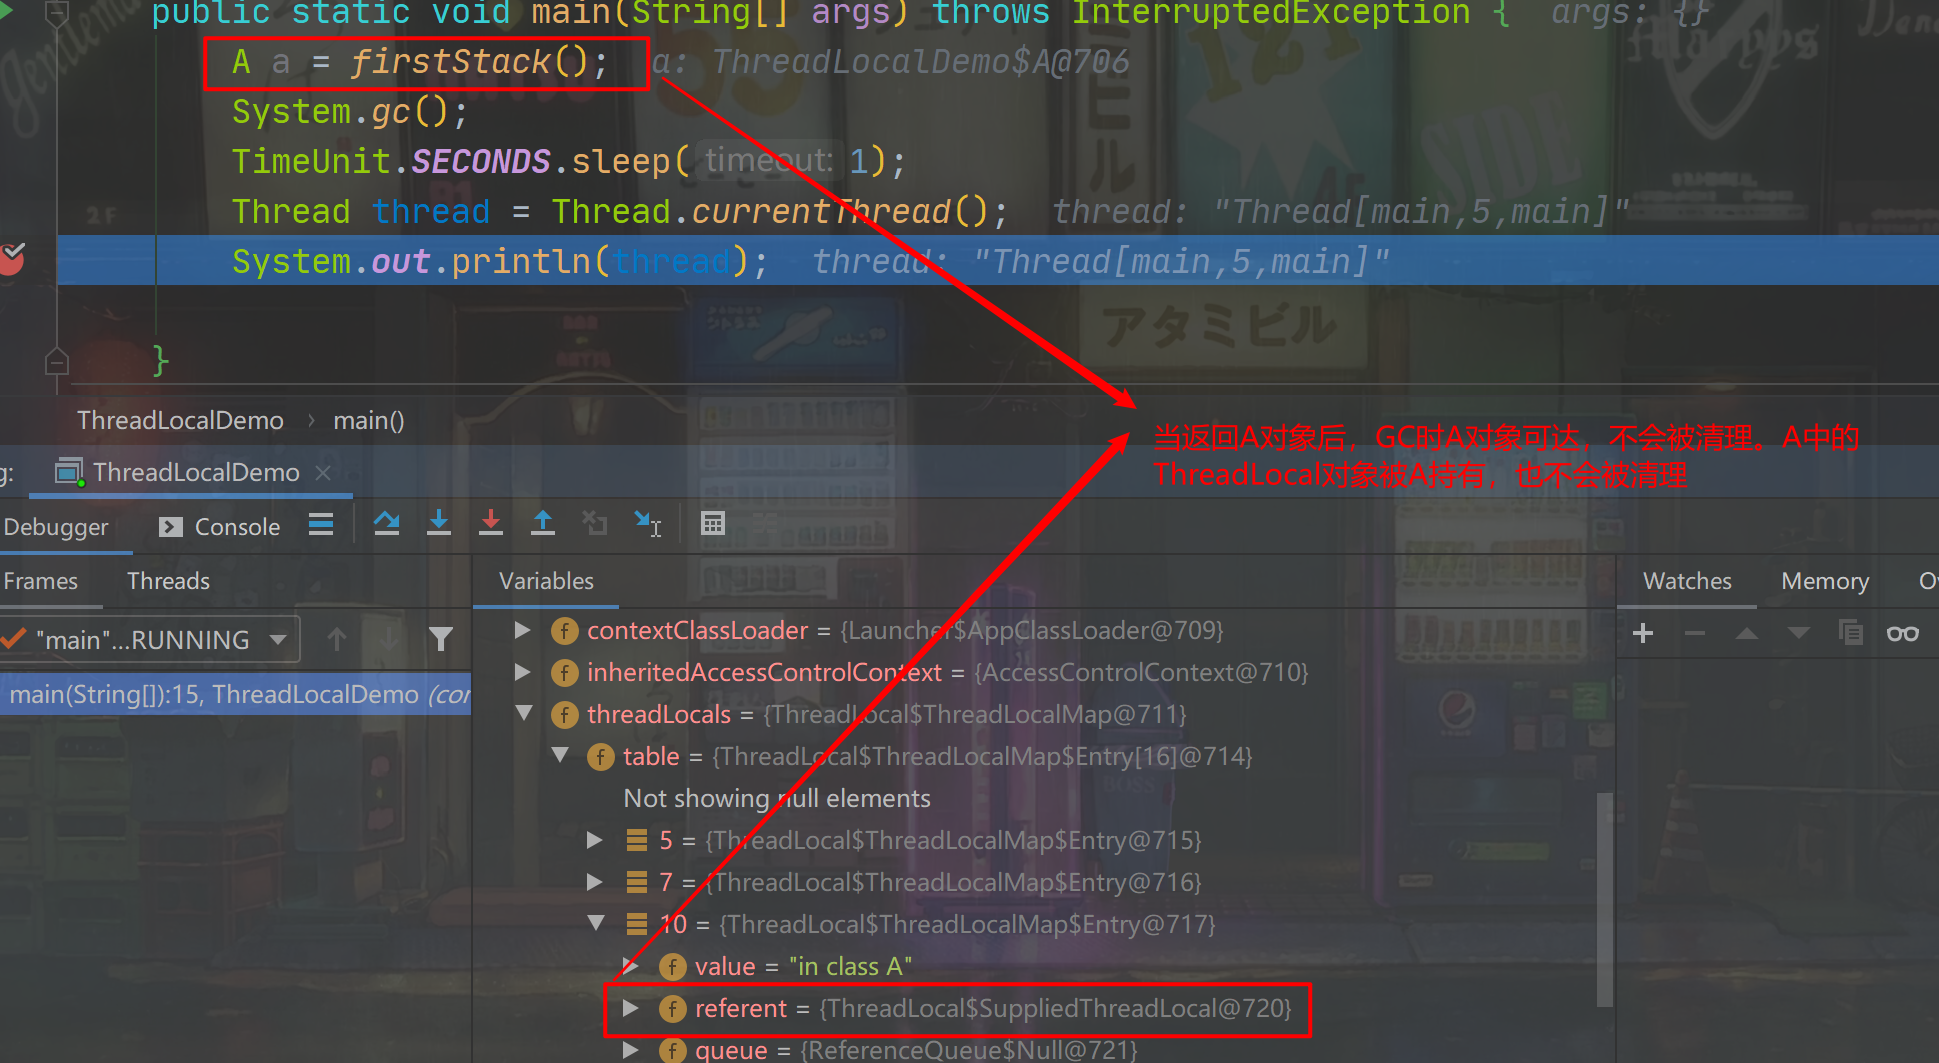 public static void main(String[] args) throws InterruptedException {  args: {}
A a = firstStack();  a: ThreadLocalDemo$A@706
System.gc();
TimeUnit.SECONDS.sleep( timeout: 1);
Thread thread = Thread.currentThread();  thread: "Thread[main,5,main]"
System.out.println(thread);  thread: "Thread[main,5,main]"
アタミビル
}
ThreadLocalDemo › main()
当返回A对象后，GC时A对象可达，不会被清理。A中的
ThreadLocal对象被A持有，也不会被清理
g: ThreadLocalDemo ×
Debugger Console
Frames Threads Variables Watches Memory
"main"...RUNNING
main(String[]):15, ThreadLocalDemo
contextClassLoader = {Launcher$AppClassLoader@709}
inheritedAccessControlContext = {AccessControlContext@710}
threadLocals = {ThreadLocal$ThreadLocalMap@711}
table = {ThreadLocal$ThreadLocalMap$Entry[16]@714}
Not showing null elements
5 = {ThreadLocal$ThreadLocalMap$Entry@715}
7 = {ThreadLocal$ThreadLocalMap$Entry@716}
10 = {ThreadLocal$ThreadLocalMap$Entry@717}
value = "in class A"
referent = {ThreadLocal$SuppliedThreadLocal@720}
queue = {ReferenceQueue$Null@721}